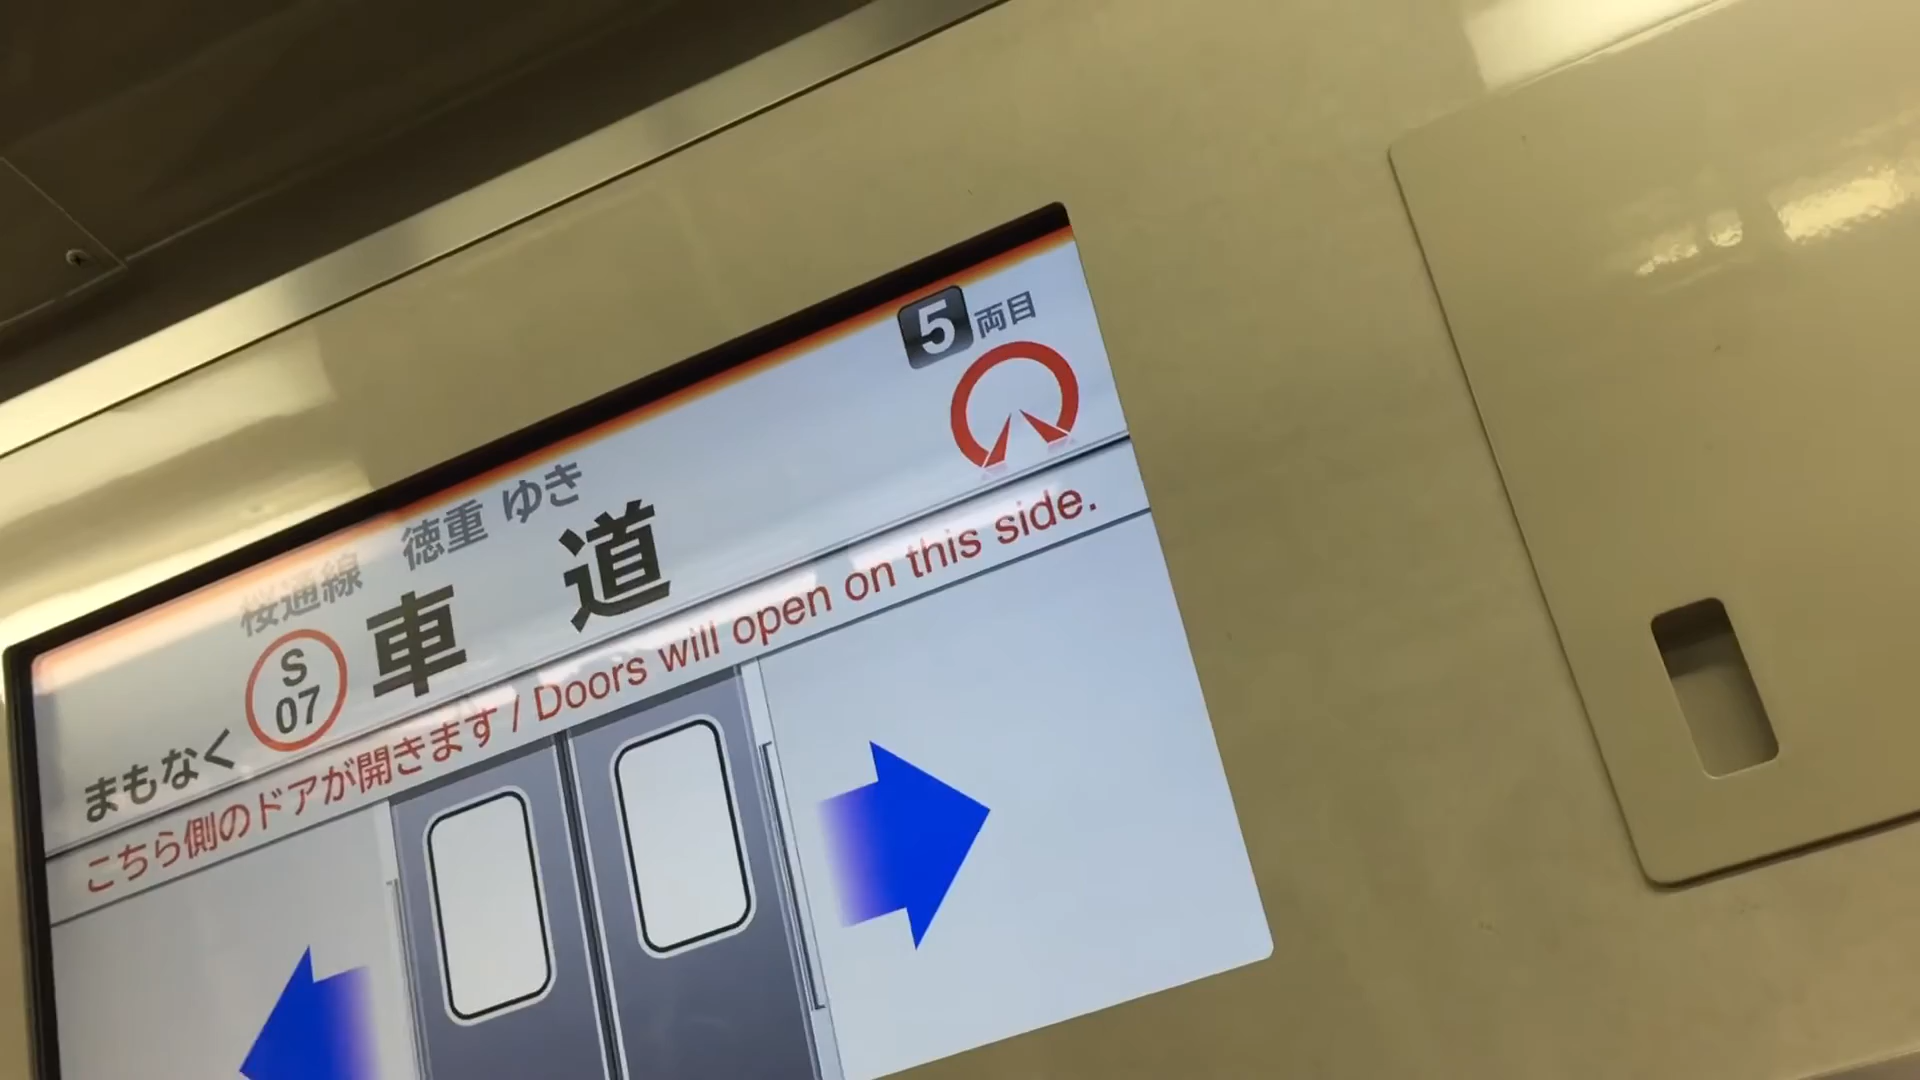 5両目
桜通線 徳重 ゆき
まもなく S 07 車道
こちら側のドアが開きます / Doors will open on this side.